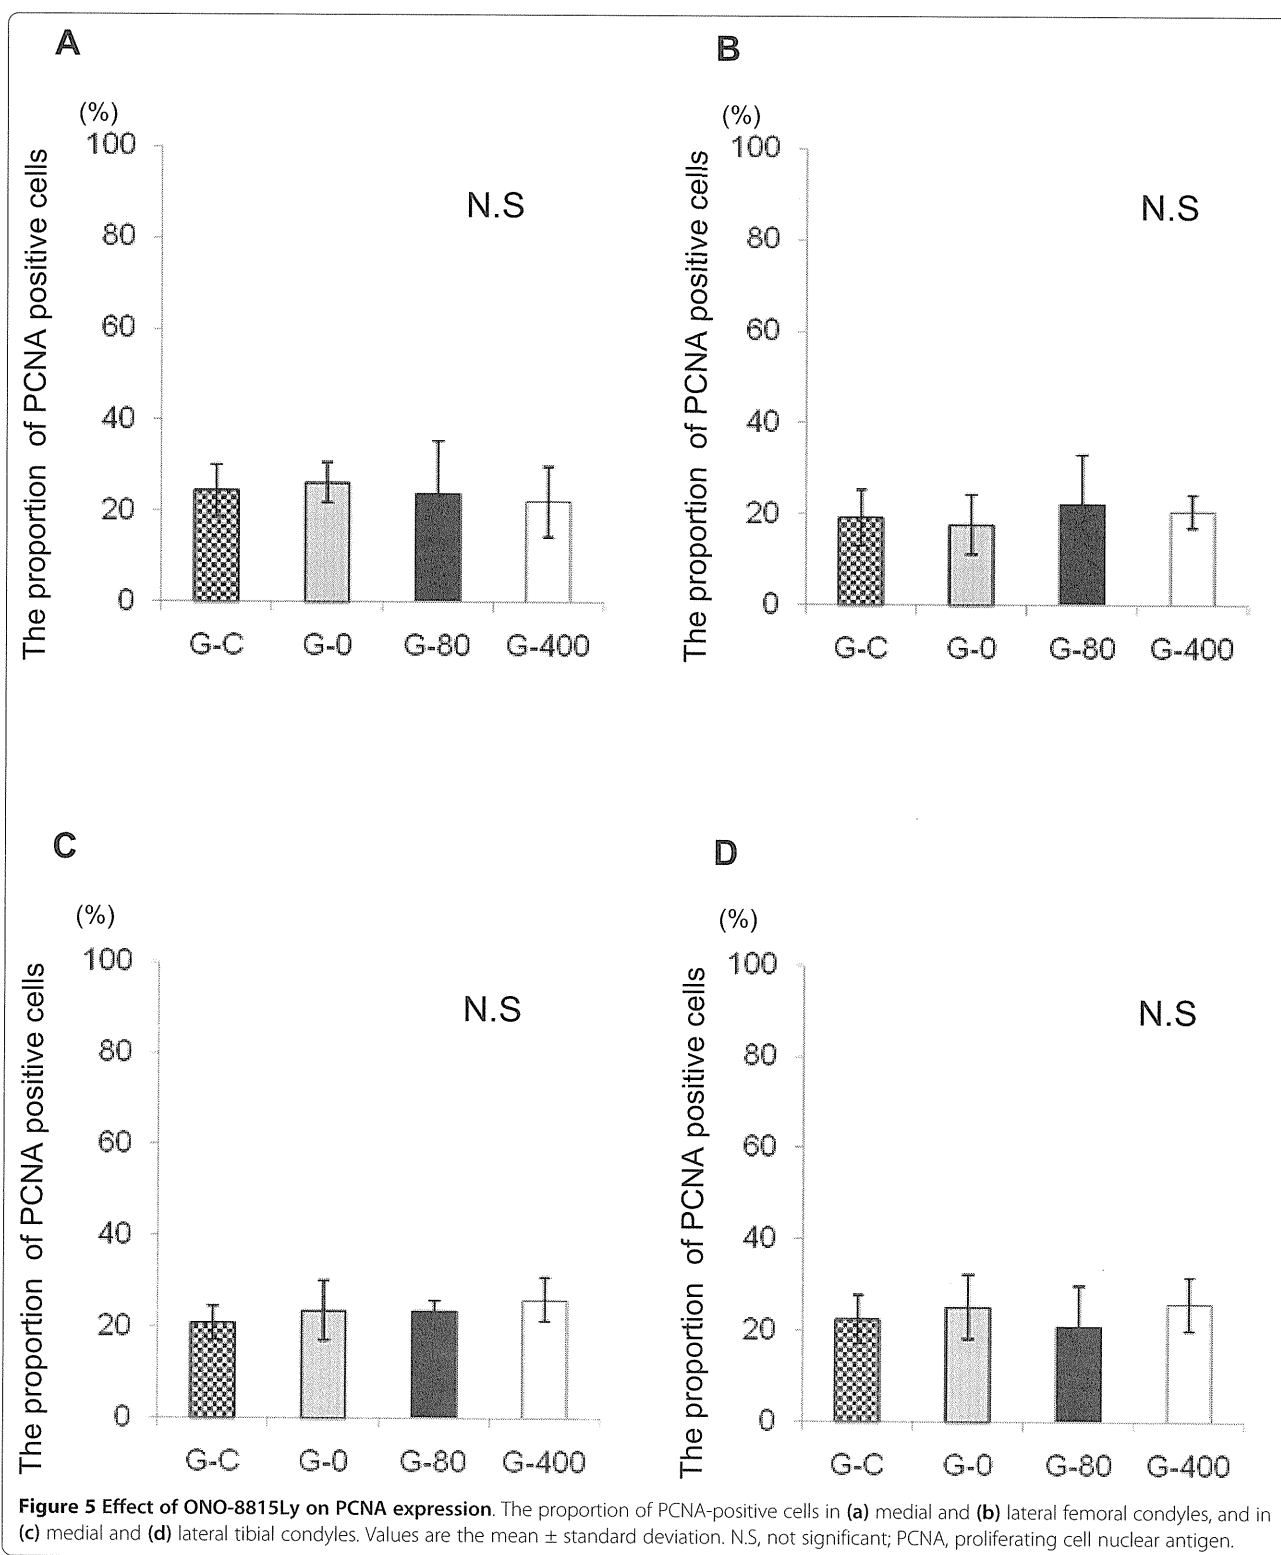 A
(%)
100
80
60
40
20
0
The proportion of PCNA positive cells
N.S
G-C G-0 G-80 G-400
B
(%)
100
80
60
40
20
0
The proportion of PCNA positive cells
N.S
G-C G-0 G-80 G-400
C
(%)
100
80
60
40
20
0
The proportion of PCNA positive cells
N.S
G-C G-0 G-80 G-400
D
(%)
100
80
60
40
20
0
The proportion of PCNA positive cells
N.S
G-C G-0 G-80 G-400
Figure 5 Effect of ONO-8815Ly on PCNA expression. The proportion of PCNA-positive cells in (a) medial and (b) lateral femoral condyles, and in
(c) medial and (d) lateral tibial condyles. Values are the mean ± standard deviation. N.S, not significant; PCNA, proliferating cell nuclear antigen.